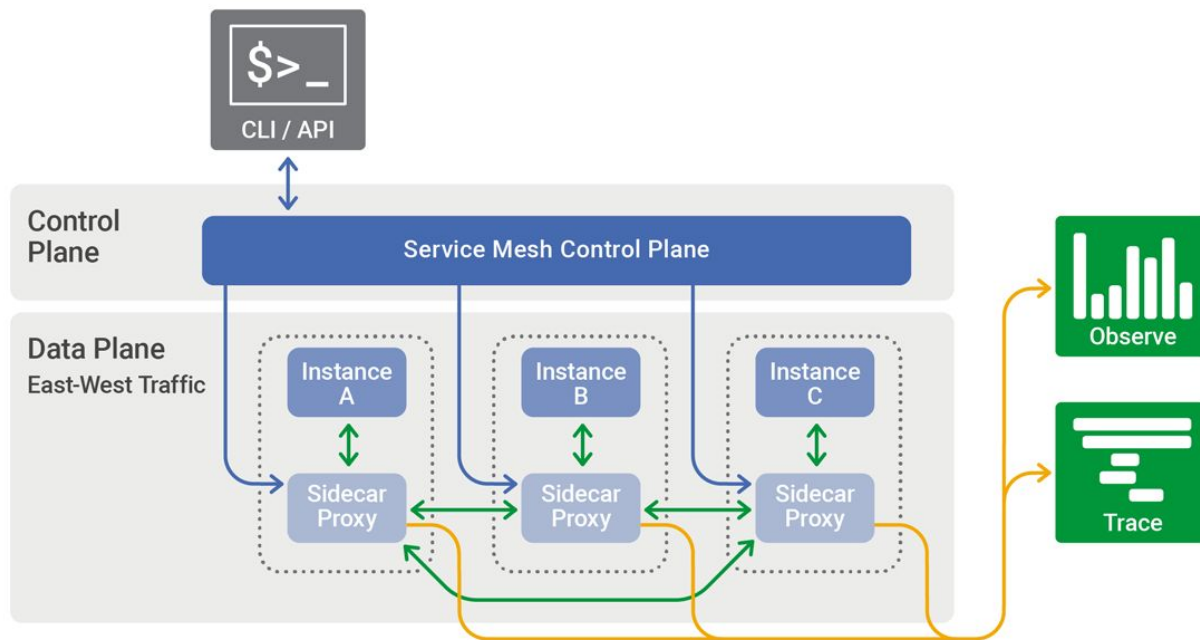 $>_
CLI / API
Control
Plane
Service Mesh Control Plane
Data Plane
East-West Traffic
Instance
A
Instance
B
Instance
C
Sidecar
Proxy
Sidecar
Proxy
Sidecar
Proxy
Observe
Trace